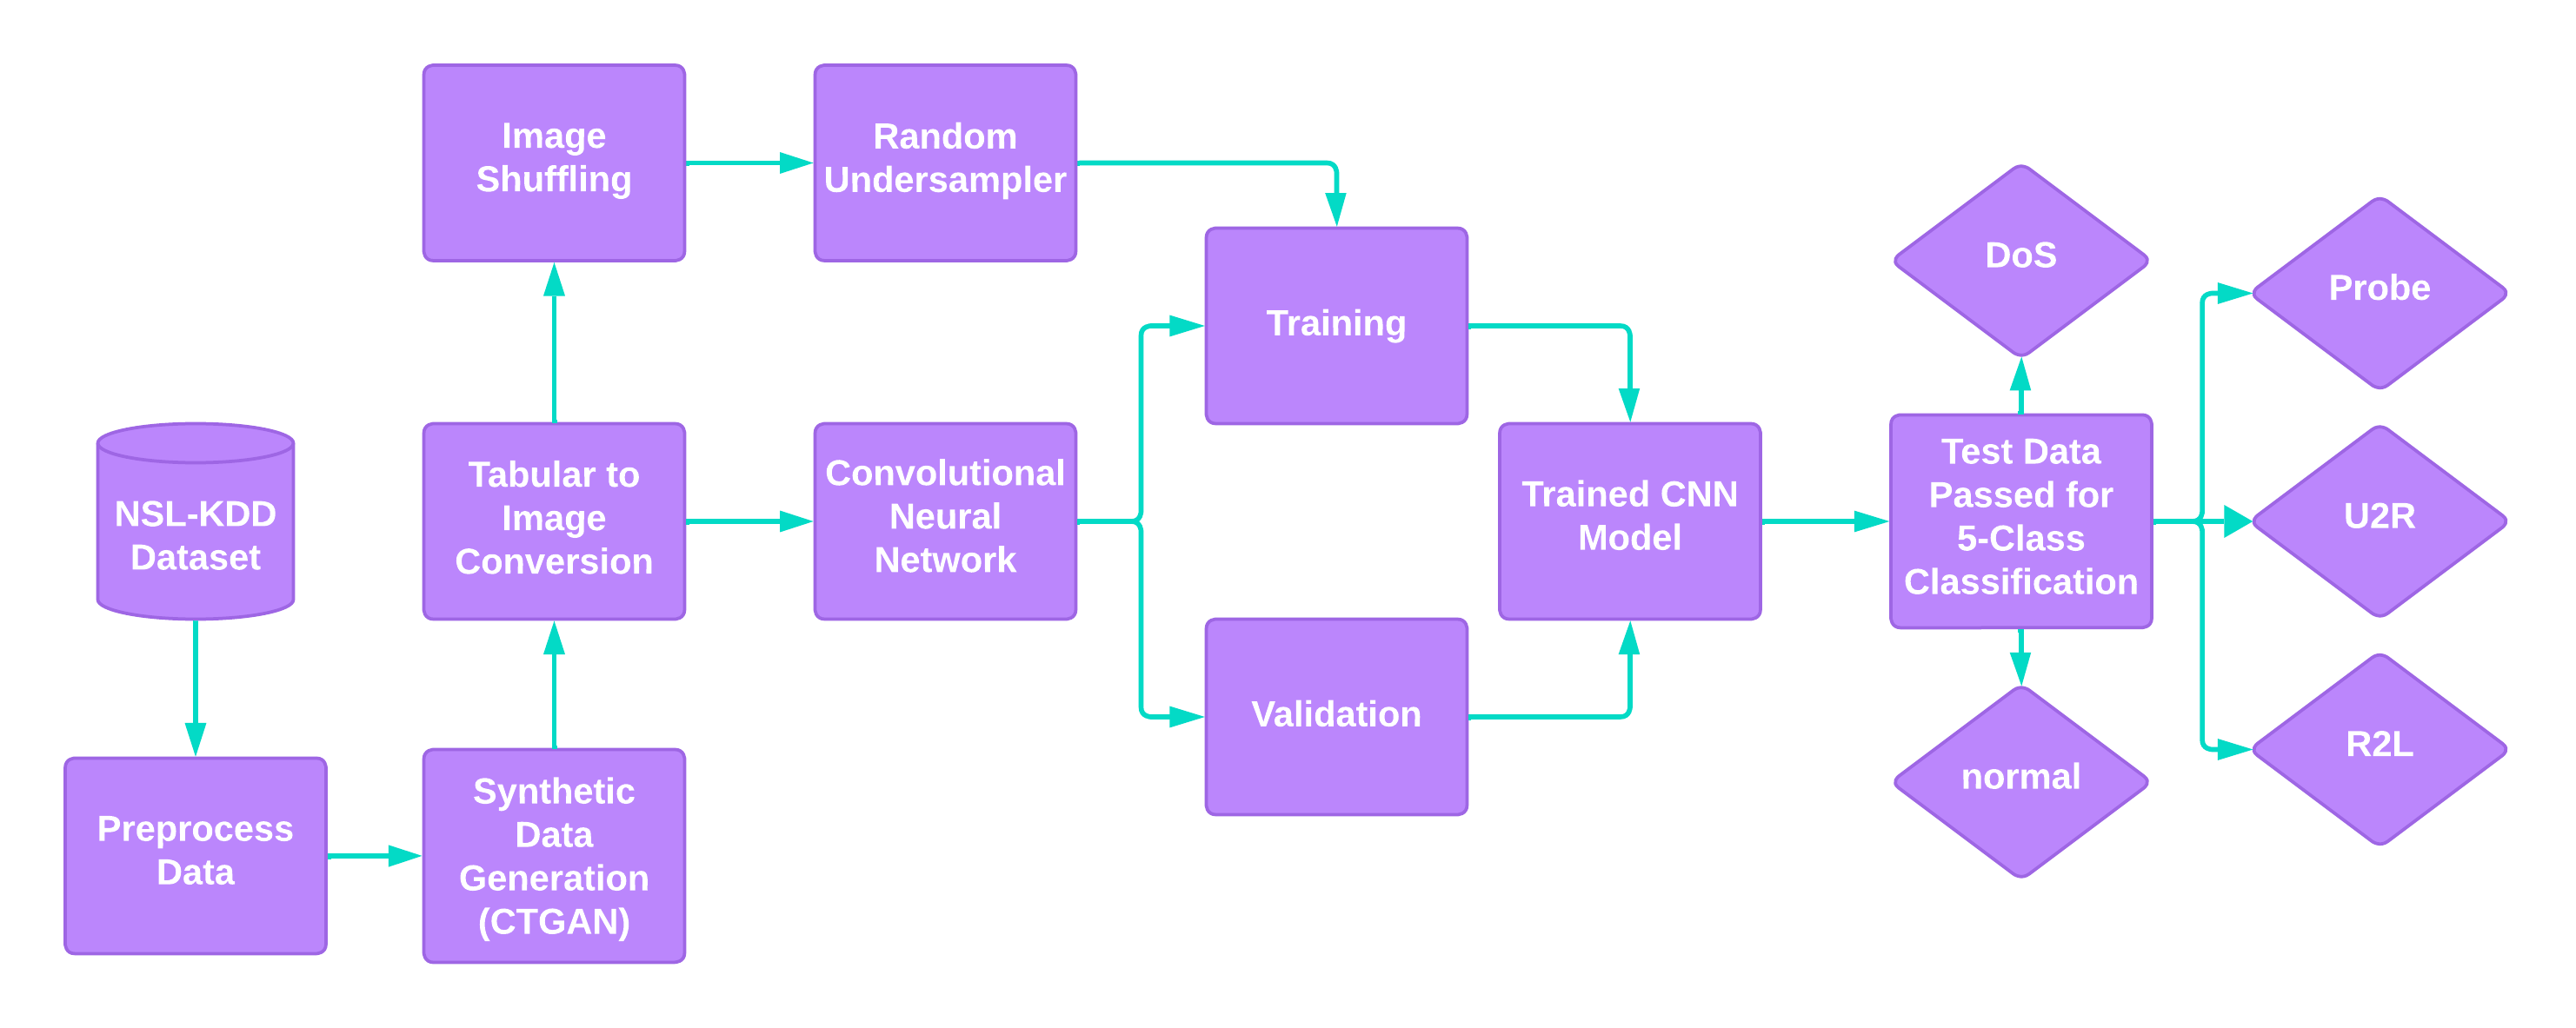 Image
Shuffling
Random
Undersampler
Training
DoS
Probe
NSL-KDD
Dataset
Tabular to
Image
Conversion
Convolutional
Neural
Network
Trained CNN
Model
Test Data
Passed for
5-Class
Classification
U2R
Validation
normal
R2L
Preprocess
Data
Synthetic
Data
Generation
(CTGAN)